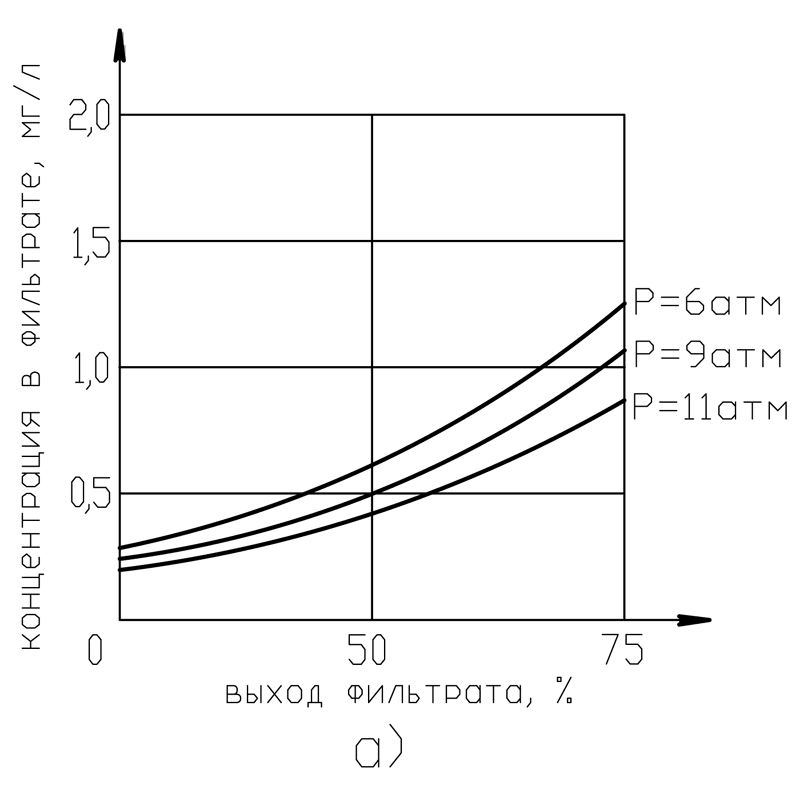 концентрация в фильтрате, мг/л
2,0
1,5
1,0
0,5
P=6атм
P=9атм
P=11атм
0
50
75
выход фильтрата, %
а)